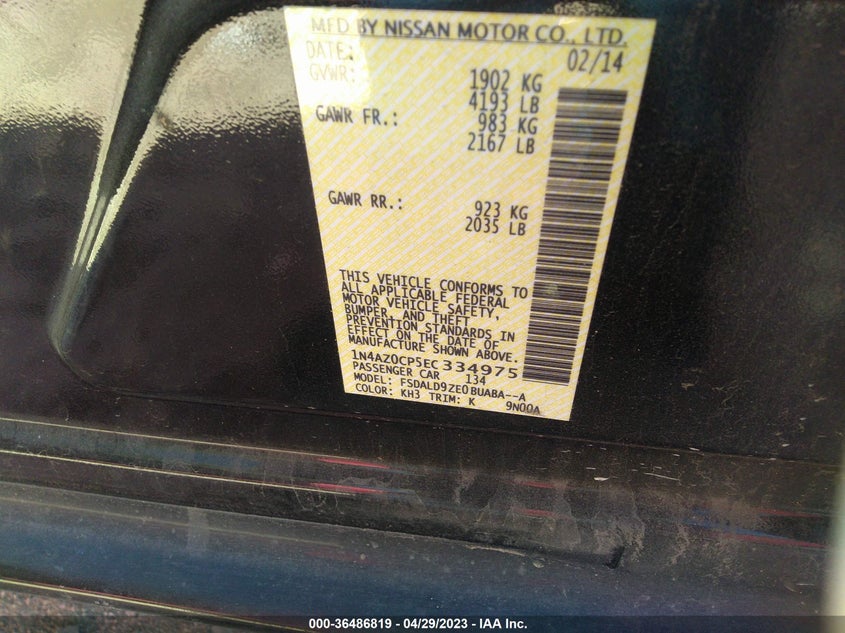 MFD BY NISSAN MOTOR CO., LTD.
DATE: 02/14
GVWR: 1902 KG
4193 LB
GAWR FR.: 983 KG
2167 LB
GAWR RR.: 923 KG
2035 LB
THIS VEHICLE CONFORMS TO
ALL APPLICABLE FEDERAL
MOTOR VEHICLE SAFETY,
BUMPER, AND THEFT
PREVENTION STANDARDS IN
EFFECT ON THE DATE OF
MANUFACTURE SHOWN ABOVE.
1N4AZ0CP5EC334975
PASSENGER CAR 134
MODEL: FSDALD9ZE0BUABA--A
COLOR: KH3 TRIM: K 9N00A
000-36486819 - 04/29/2023 - IAA Inc.